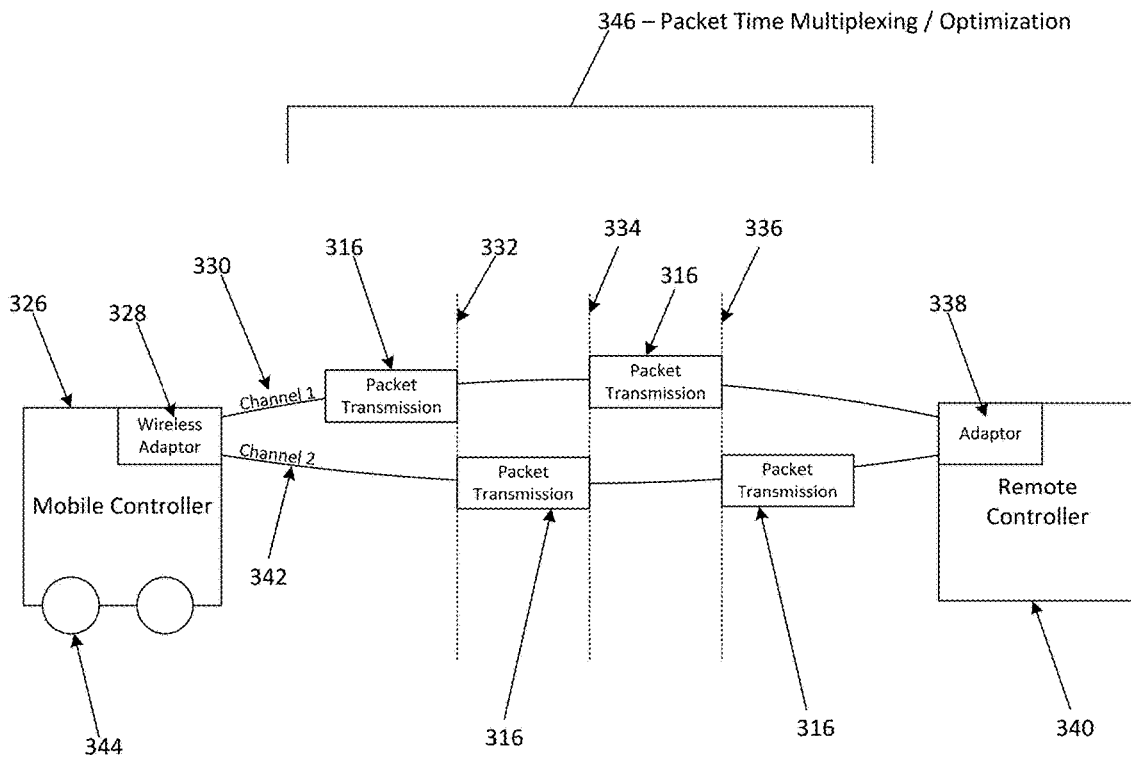 346 – Packet Time Multiplexing / Optimization
334
336
316
332
330
316
326
328
338
Channel 1
Packet
Transmission
Packet
Transmission
Wireless
Adaptor
Adaptor
Channel 2
Packet
Transmission
Packet
Transmission
Mobile Controller
Remote
Controller
342
344
316
316
340